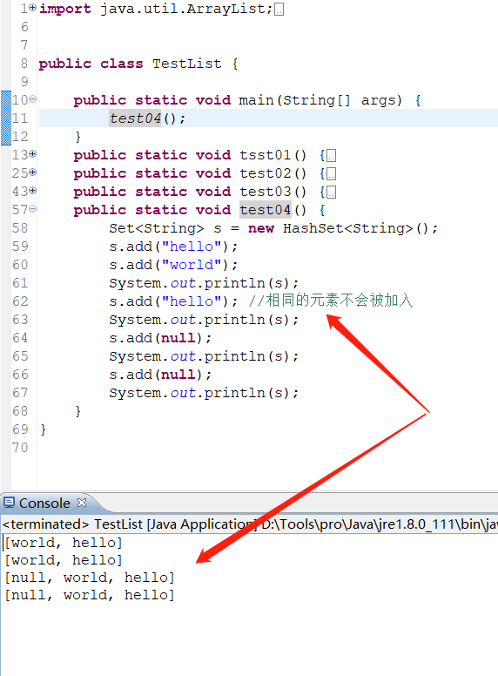 1 import java.util.ArrayList;
6
7
8 public class TestList {
9
10 public static void main(String[] args) {
11 test04();
12 }
13 public static void tsst01() {
25 public static void test02() {
43 public static void test03() {
57 public static void test04() {
58 Set<String> s = new HashSet<String>();
59 s.add("hello");
60 s.add("world");
61 System.out.println(s);
62 s.add("hello"); //相同的元素不会被加入
63 System.out.println(s);
64 s.add(null);
65 System.out.println(s);
66 s.add(null);
67 System.out.println(s);
68 }
69 }
70
Console
<terminated> TestList [Java Application] D:\Tools\pro\Java\jre1.8.0_111\bin\jav
[world, hello]
[world, hello]
[null, world, hello]
[null, world, hello]